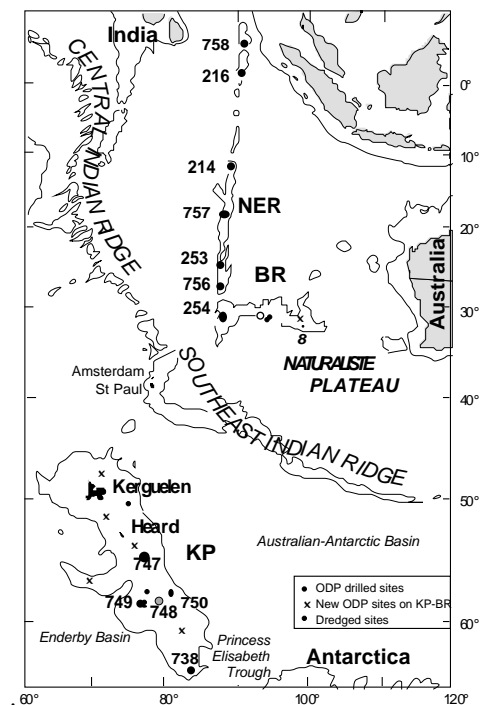 India
758
216
0°
CENTRAL INDIAN RIDGE
10°
214
NER
757
20°
Australia
253
BR
756
254
30°
8
NATURALISTE
PLATEAU
Amsterdam
St Paul
SOUTHEAST INDIAN RIDGE
40°
Kerguelen
50°
Heard
KP
747
Australian-Antarctic Basin
ODP drilled sites
x New ODP sites on KP-BR
Dredged sites
749
748
750
Enderby Basin
60°
Princess
Elisabeth
Trough
738
Antarctica
60°
80°
100°
120°